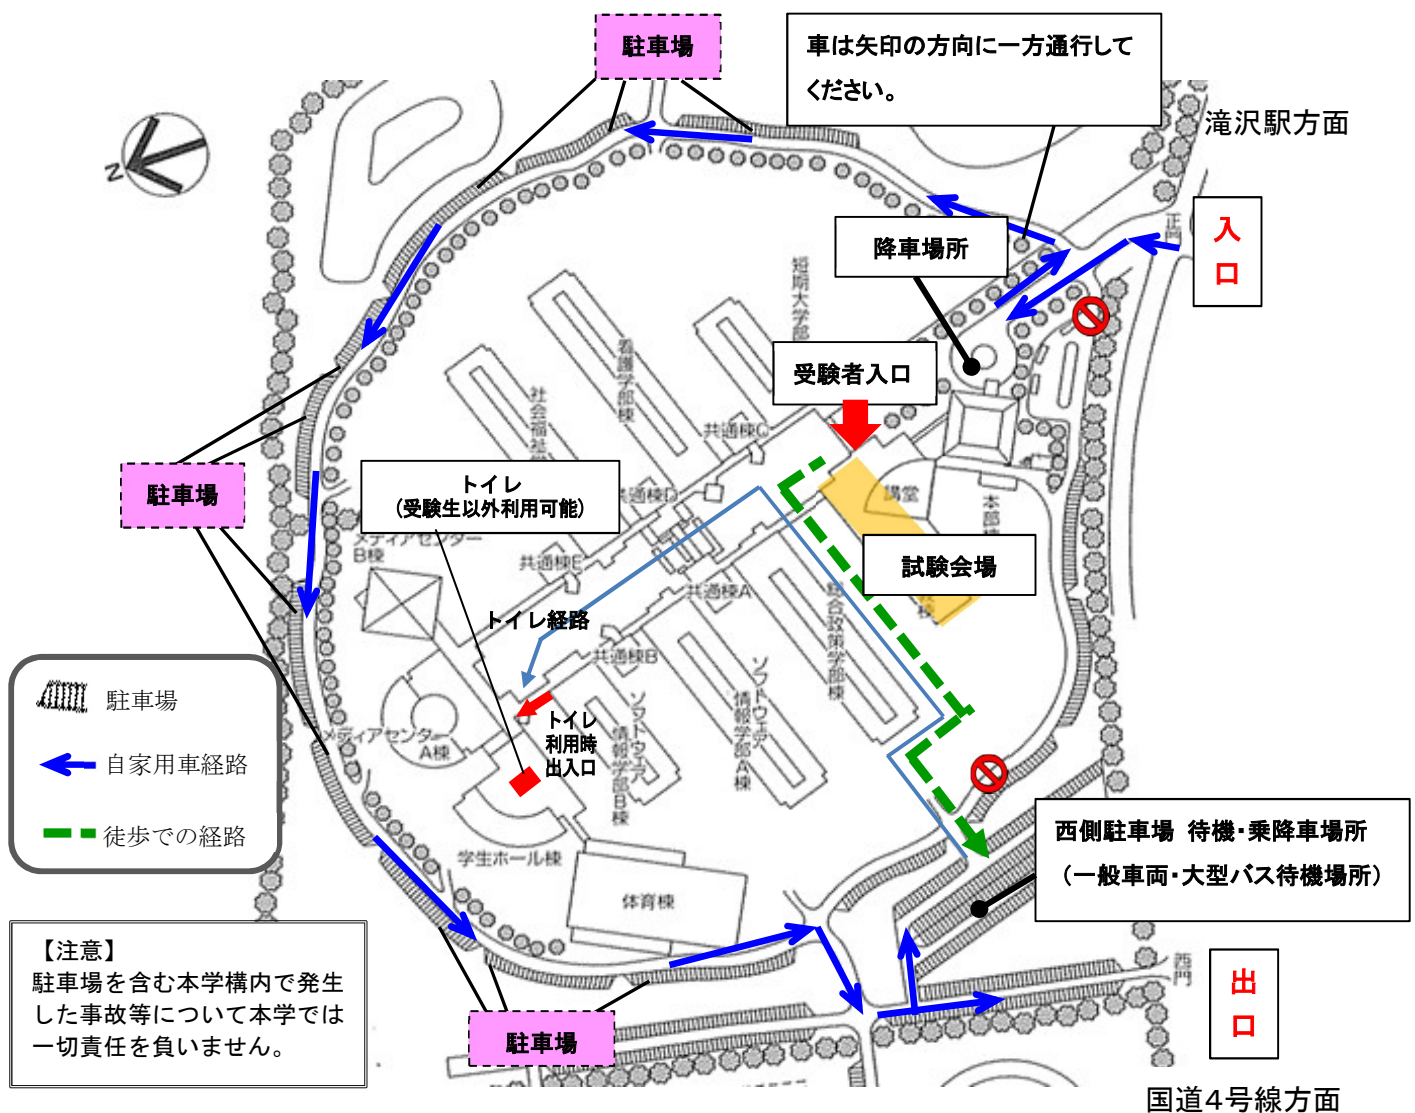 駐車場
車は矢印の方向に一方通行して
ください。
滝沢駅方面
N
正門
入
口
降車場所
短期大学部
受験者入口
看護学部棟
社会福祉学
共通棟C
トイレ
（受験生以外利用可能）
共通棟D
講堂
本部棟
駐車場
メディアセンター
B棟
共通棟E
試験会場
共通棟A
総合政策学部棟
トイレ経路
共通棟B
ソフトウェア
情報学部A棟
ソフトウェア
情報学部B棟
駐車場
自家用車経路
徒歩での経路
メディアセンター
A棟
トイレ
利用時
出入口
西側駐車場 待機・乗降車場所
（一般車両・大型バス待機場所）
学生ホール棟
体育棟
【注意】
駐車場を含む本学構内で発生
した事故等について本学では
一切責任を負いません。
西門
出
口
駐車場
国道4号線方面